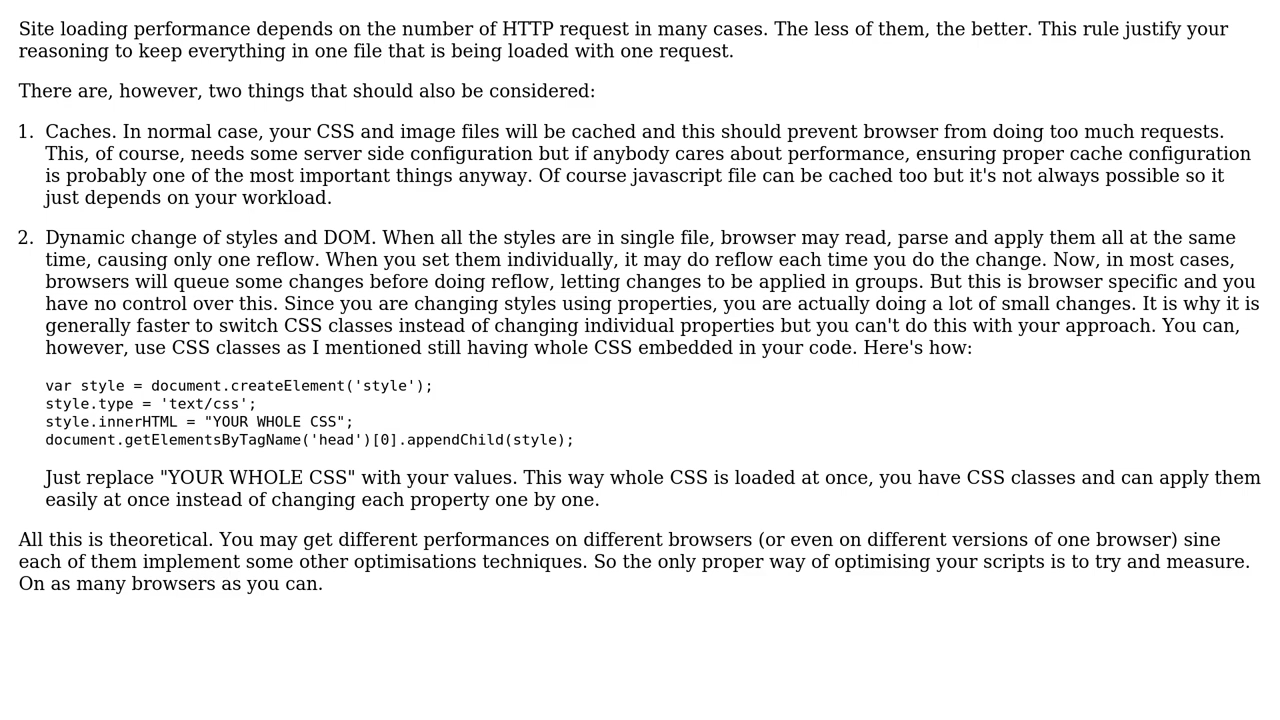 Site loading performance depends on the number of HTTP request in many cases. The less of them, the better. This rule justify your
reasoning to keep everything in one file that is being loaded with one request.
There are, however, two things that should also be considered:
1. Caches. In normal case, your CSS and image files will be cached and this should prevent browser from doing too much requests.
This, of course, needs some server side configuration but if anybody cares about performance, ensuring proper cache configuration
is probably one of the most important things anyway. Of course javascript file can be cached too but it's not always possible so it
just depends on your workload.
2. Dynamic change of styles and DOM. When all the styles are in single file, browser may read, parse and apply them all at the same
time, causing only one reflow. When you set them individually, it may do reflow each time you do the change. Now, in most cases,
browsers will queue some changes before doing reflow, letting changes to be applied in groups. But this is browser specific and you
have no control over this. Since you are changing styles using properties, you are actually doing a lot of small changes. It is why it is
generally faster to switch CSS classes instead of changing individual properties but you can't do this with your approach. You can,
however, use CSS classes as I mentioned still having whole CSS embedded in your code. Here's how:
var style = document.createElement('style');
style.type = 'text/css';
style.innerHTML = "YOUR WHOLE CSS";
document.getElementsByTagName('head')[0].appendChild(style);
Just replace "YOUR WHOLE CSS" with your values. This way whole CSS is loaded at once, you have CSS classes and can apply them
easily at once instead of changing each property one by one.
All this is theoretical. You may get different performances on different browsers (or even on different versions of one browser) sine
each of them implement some other optimisations techniques. So the only proper way of optimising your scripts is to try and measure.
On as many browsers as you can.